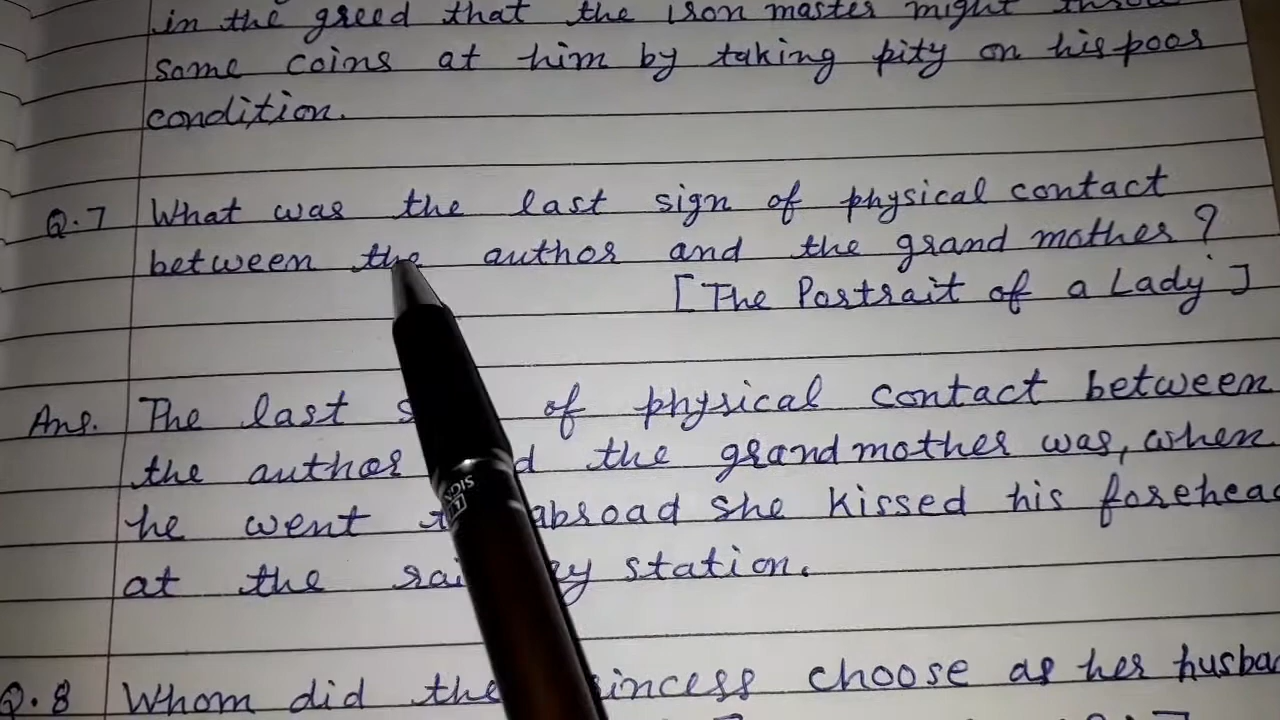 in the greed that the iron master might
some coins at him by taking pity on his poor
condition.
Q.7 What was the last sign of physical contact
between the author and the grand mother?
[The Portrait of a Lady]
Ans. The last of physical contact between
the author the grandmother was, when
he went abroad she kissed his forehead
at the station.
Q.8 Whom did the choose as her